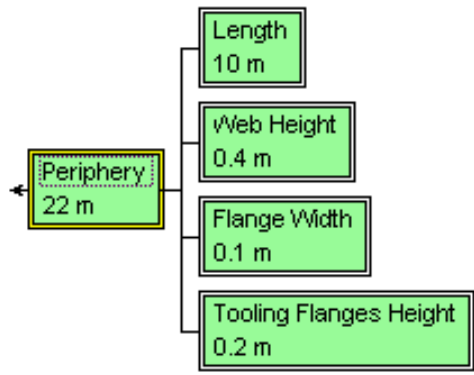 Length
10 m
Web Height
0.4 m
Periphery
22 m
Flange Width
0.1 m
Tooling Flanges Height
0.2 m